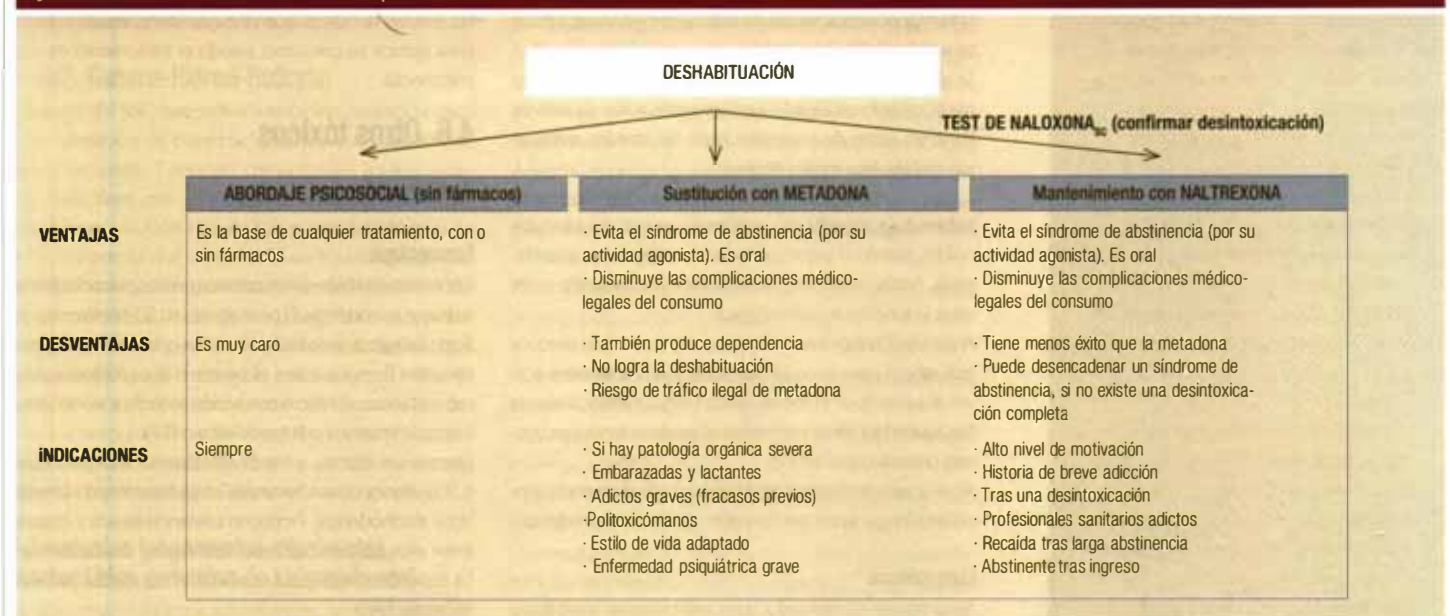 DESHABITUACIÓN
TEST DE NALOXONA SC (confirmar desintoxicación)
ABORDAJE PSICOSOCIAL (sin fármacos)
Sustitución con METADONA
Mantenimiento con NALTREXONA
VENTAJAS
Es la base de cualquier tratamiento, con o
sin fármacos
· Evita el síndrome de abstinencia (por su
actividad agonista). Es oral
· Disminuye las complicaciones médico-
legales del consumo
· Evita el síndrome de abstinencia (por su
actividad agonista). Es oral
· Disminuye las complicaciones médico-
legales del consumo
DESVENTAJAS
Es muy caro
· También produce dependencia
· No logra la deshabituación
· Riesgo de tráfico ilegal de metadona
· Tiene menos éxito que la metadona
· Puede desencadenar un síndrome de
abstinencia, si no existe una desintoxica-
ción completa
iNDICACIONES
Siempre
· Si hay patología orgánica severa
· Embarazadas y lactantes
· Adictos graves (fracasos previos)
·Politoxicómanos
· Estilo de vida adaptado
· Enfermedad psiquiátrica grave
· Alto nivel de motivación
· Historia de breve adicción
· Tras una desintoxicación
· Profesionales sanitarios adictos
· Recaída tras larga abstinencia
· Abstinente tras ingreso